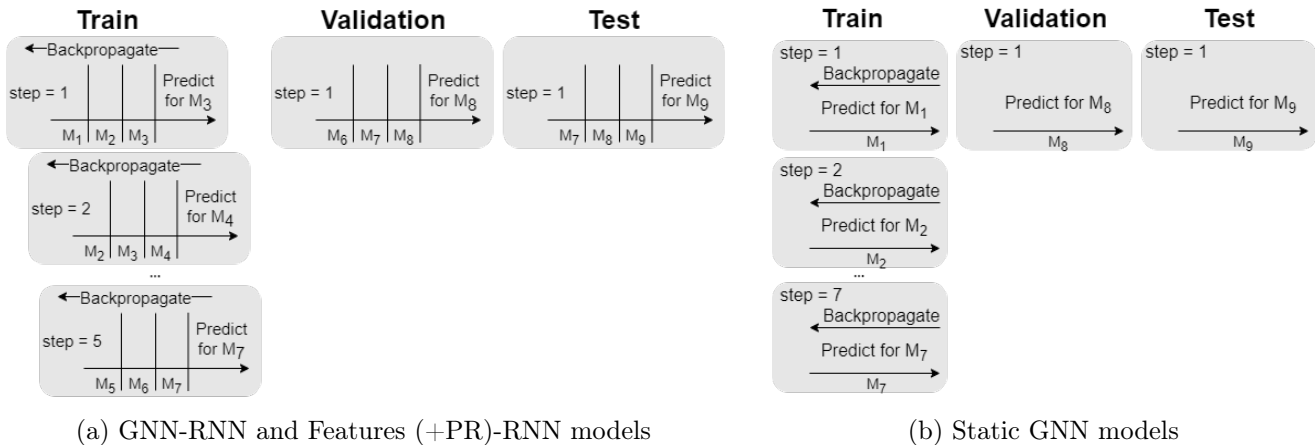 Train
Validation
Test
Backpropagate
step = 1
Predict
for M₃
M₁ M₂ M₃
step = 1
Predict
for M₈
M₆ M₇ M₈
step = 1
Predict
for M₉
M₇ M₈ M₉
Backpropagate
step = 2
Predict
for M₄
M₂ M₃ M₄
...
Backpropagate
step = 5
Predict
for M₇
M₅ M₆ M₇
(a) GNN-RNN and Features (+PR)-RNN models
Train
Validation
Test
step = 1
Backpropagate
Predict for M₁
M₁
step = 1
Predict for M₈
M₈
step = 1
Predict for M₉
M₉
step = 2
Backpropagate
Predict for M₂
M₂
...
step = 7
Backpropagate
Predict for M₇
M₇
(b) Static GNN models